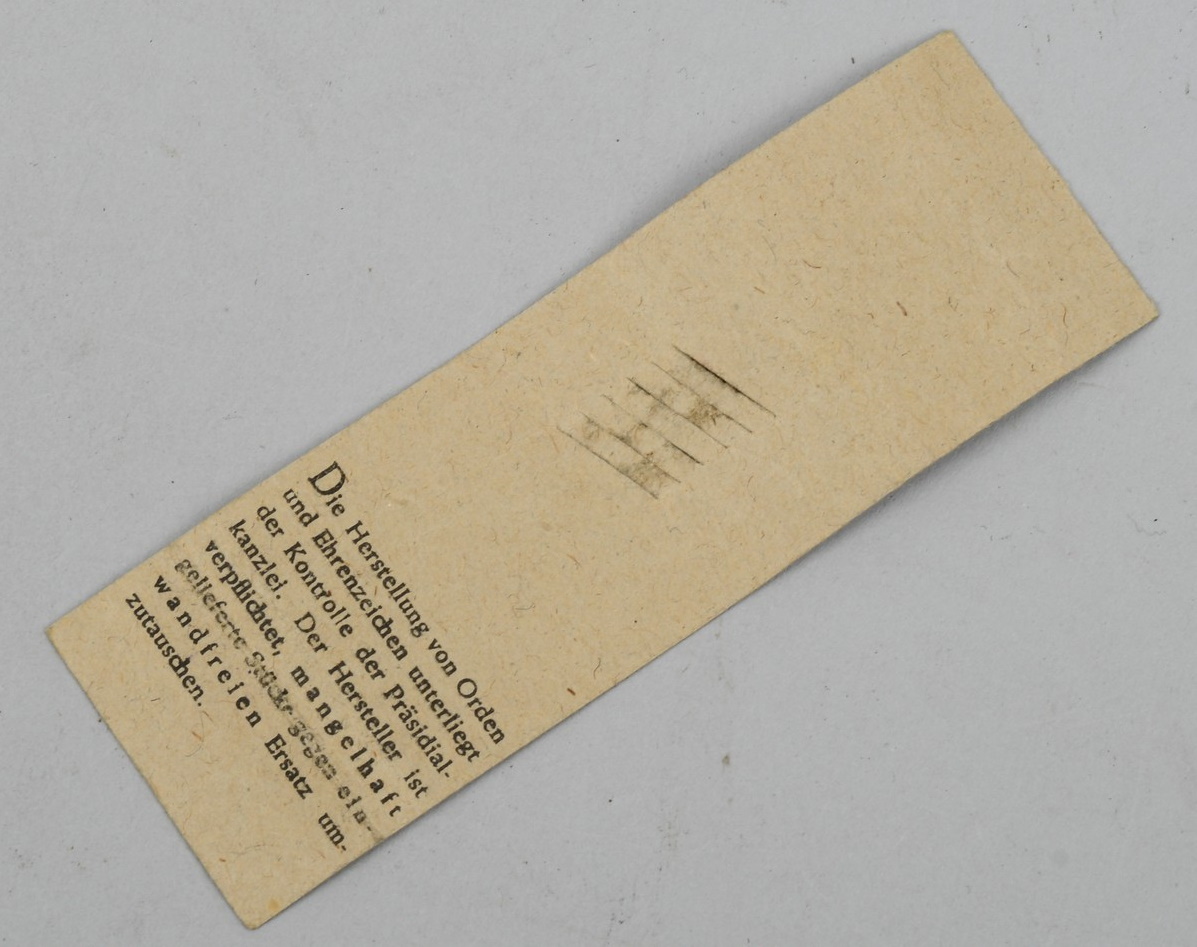 Die Herstellung von Orden
und Ehrenzeichen unterliegt
der Kontrolle der Präsidial-
kanzlei. Der Hersteller ist
verpflichtet, mangelhaft
gelieferte Stücke gegen ein-
wandfreien Ersatz um-
zutauschen.